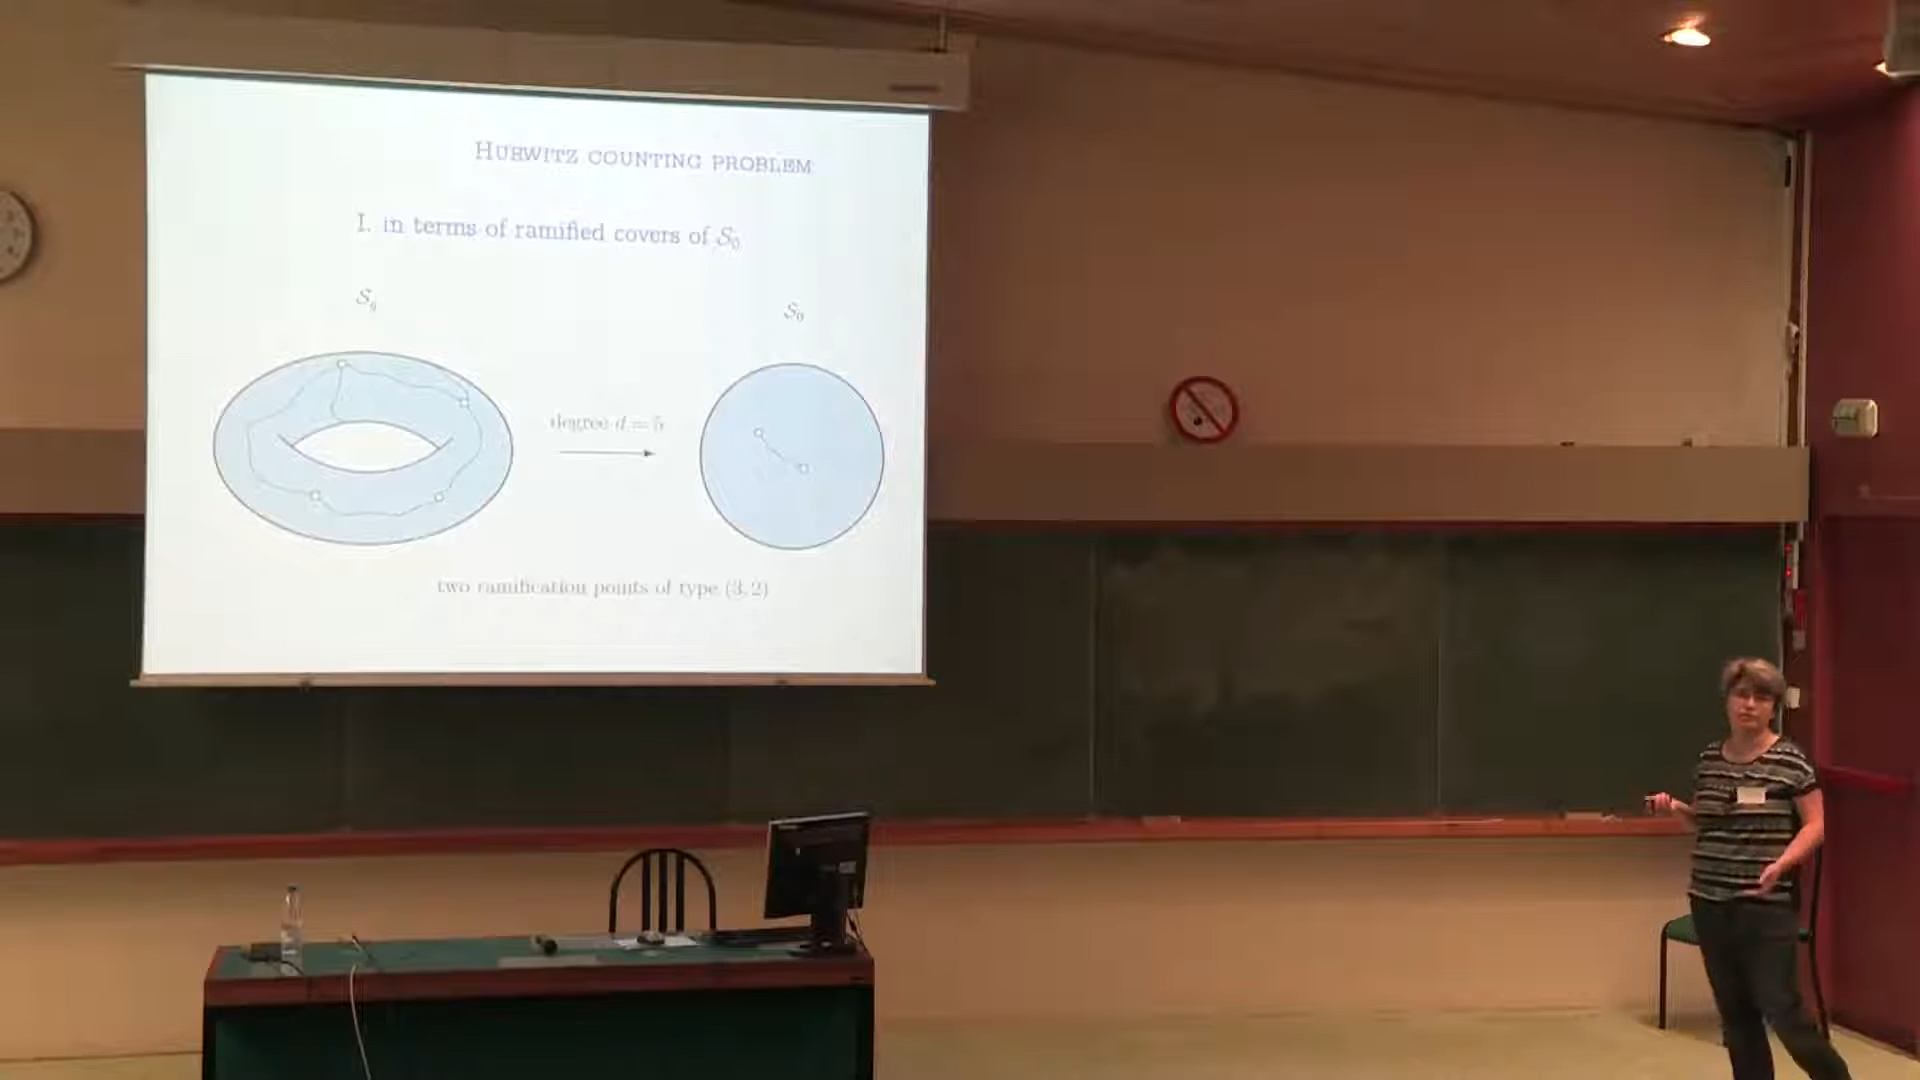 HURWITZ COUNTING PROBLEM
I. in terms of ramified covers of S₀
S_g
S₀
degree d = 5
two ramification points of type (3, 2)